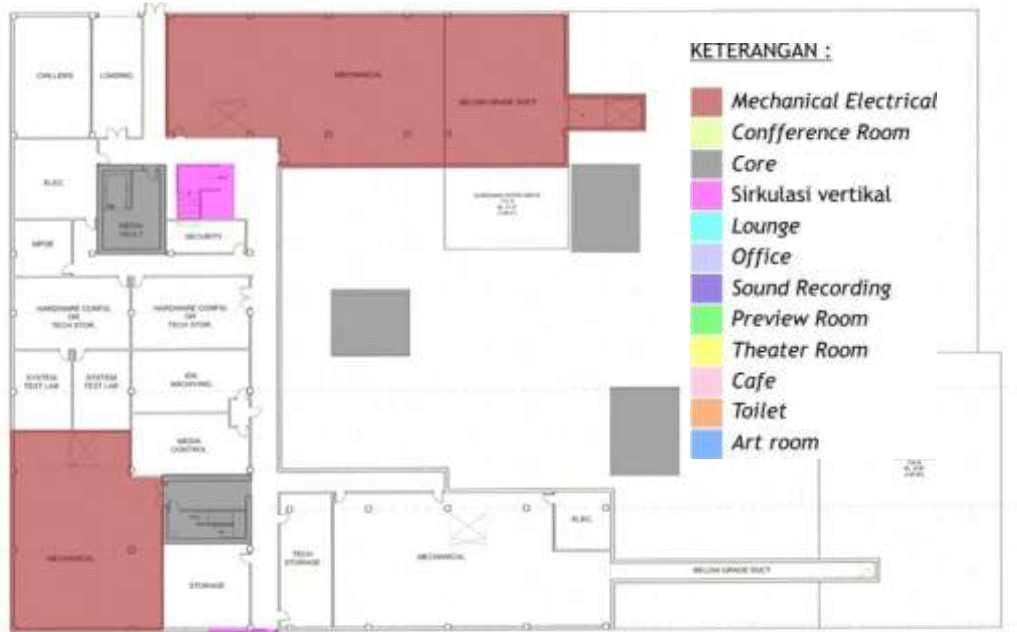 KETERANGAN :
Mechanical Electrical
Confference Room
Core
Sirkulasi vertikal
Lounge
Office
Sound Recording
Preview Room
Theater Room
Cafe
Toilet
Art room
CHILLERS
LOADING
MECHANICAL
BELOW GRADE DUCT
ELEC.
MEDIA
VAULT
SECURITY
HARDWARE CONFIG.
OR
TECH STOR.
HARDWARE CONFIG.
OR
TECH STOR.
SYSTEM
TEST LAB
SYSTEM
TEST LAB
ARCHIVING
MEDIA
CONTROL
MECHANICAL
STORAGE
TECH
STORAGE
MECHANICAL
ELEC.
BELOW GRADE DUCT